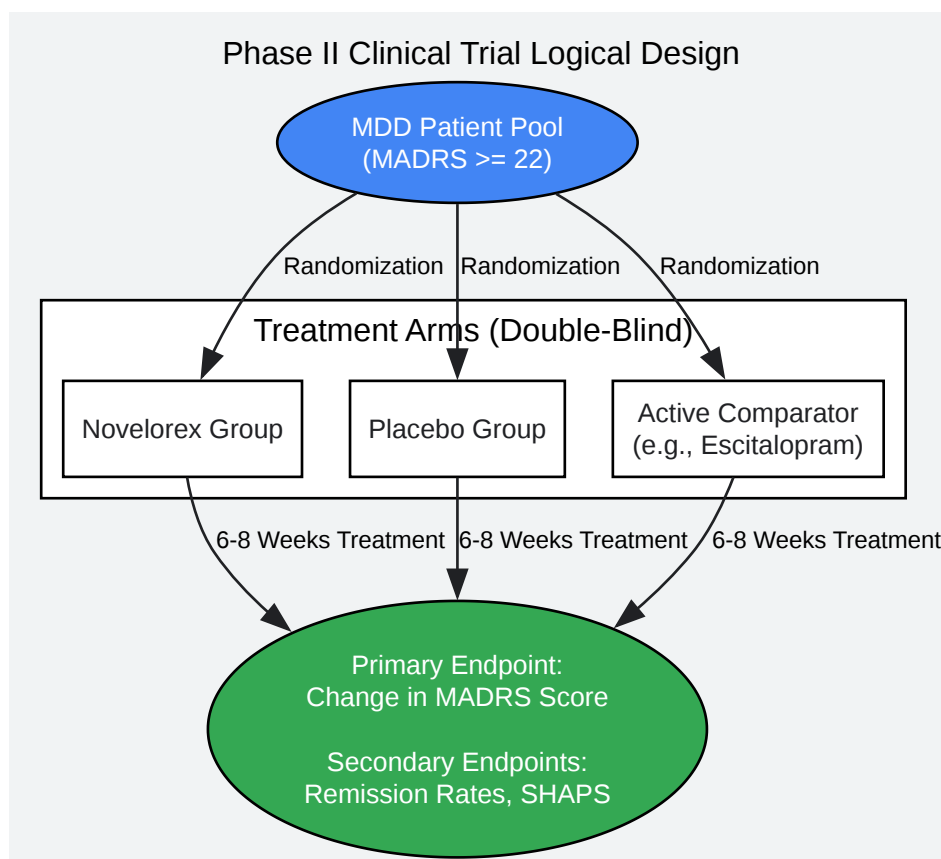 Phase II Clinical Trial Logical Design
MDD Patient Pool
(MADRS >= 22)
Randomization
Randomization
Randomization
Treatment Arms (Double-Blind)
Novelorex Group
Placebo Group
Active Comparator
(e.g., Escitalopram)
6-8 Weeks Treatment
6-8 Weeks Treatment
6-8 Weeks Treatment
Primary Endpoint:
Change in MADRS Score
Secondary Endpoints:
Remission Rates, SHAPS